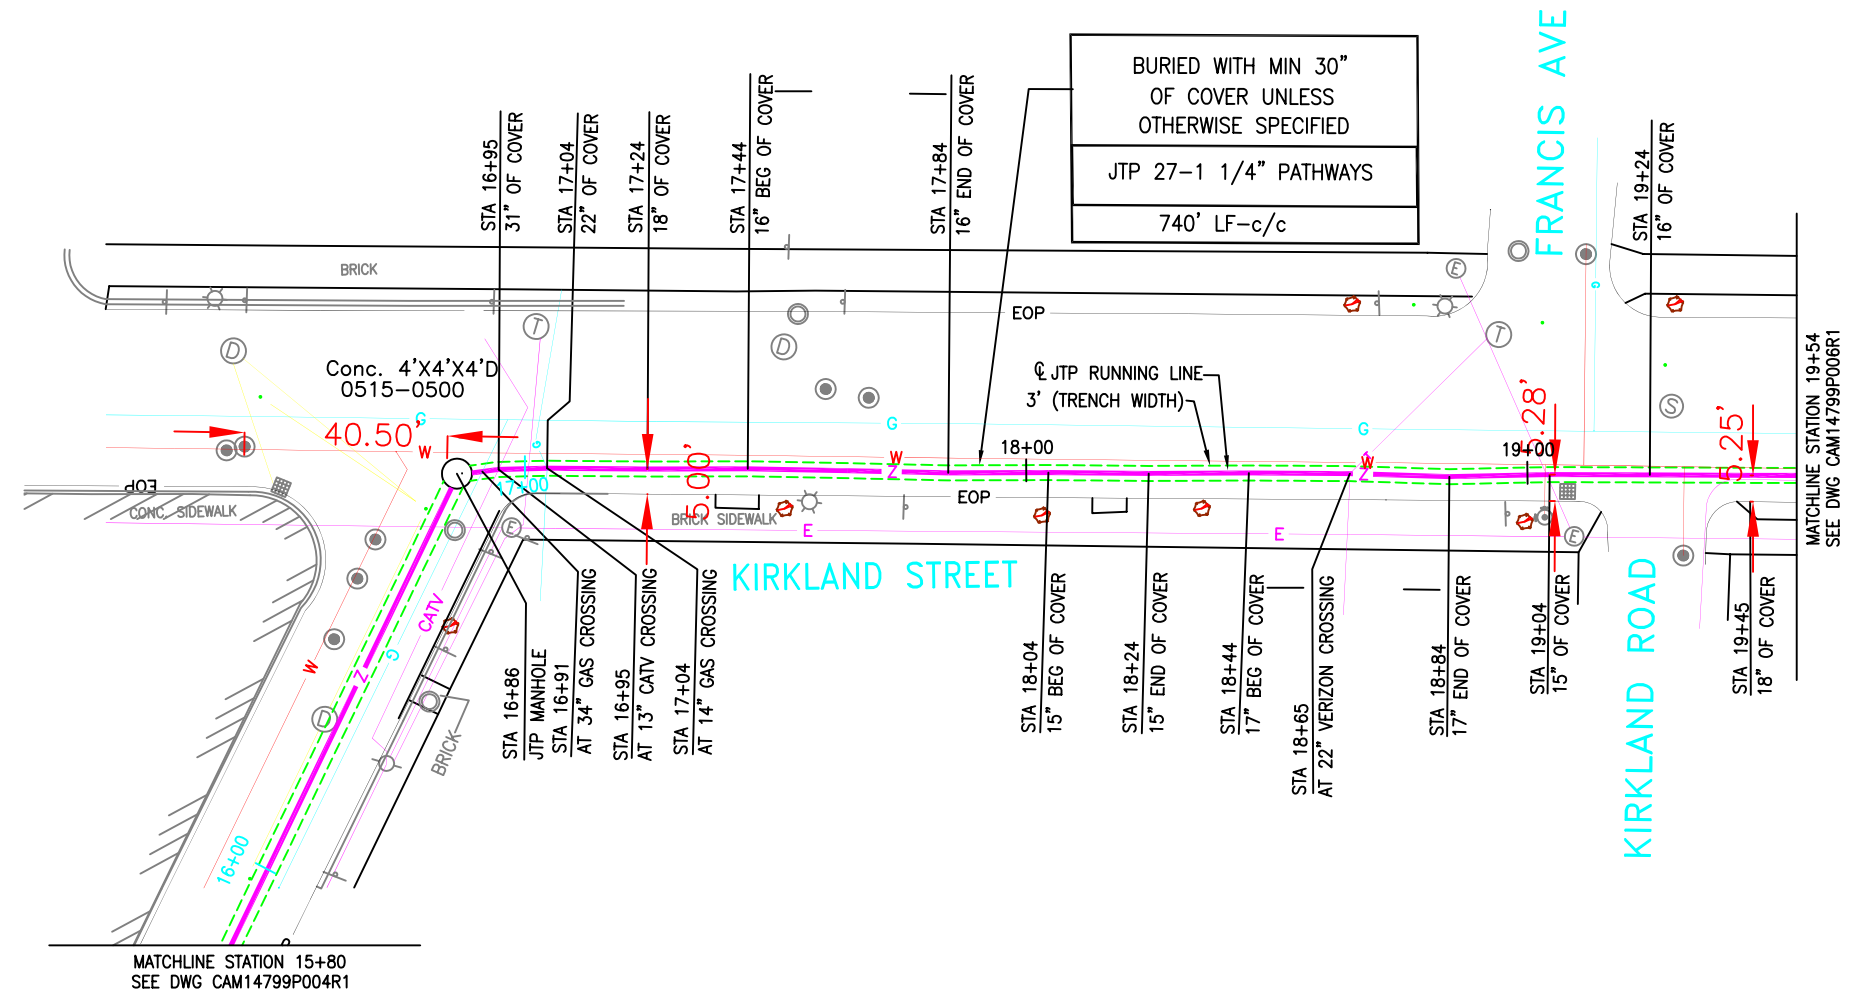 BURIED WITH MIN 30”
OF COVER UNLESS
OTHERWISE SPECIFIED
JTP 27-1 1/4” PATHWAYS
740’ LF-c/c
FRANCIS AVE
STA 16+95
31” OF COVER
STA 17+04
22” OF COVER
STA 17+24
18” OF COVER
STA 17+44
16” BEG OF COVER
STA 17+84
16” END OF COVER
STA 19+24
16” OF COVER
BRICK
EOP
E
T
D
D
T
E
S
G
Conc. 4’X4’X4’D
0515-0500
℄ JTP RUNNING LINE
3’ (TRENCH WIDTH)
40.50’
G
G
G
G
W
W
W
Z
Z
17+00
18+00
19+00
5.00’
5.28’
5.25’
MATCHLINE STATION 19+54
SEE DWG CAM14799P006R1
EOP
CONC. SIDEWALK
EOP
BRICK SIDEWALK
E
E
E
E
KIRKLAND STREET
KIRKLAND ROAD
CATV
G
W
Z
D
BRICK
16+00
STA 16+86
JTP MANHOLE
STA 16+91
AT 34” GAS CROSSING
STA 16+95
AT 13” CATV CROSSING
STA 17+04
AT 14” GAS CROSSING
STA 18+04
15” BEG OF COVER
STA 18+24
15” END OF COVER
STA 18+44
17” BEG OF COVER
STA 18+65
AT 22” VERIZON CROSSING
STA 18+84
17” END OF COVER
STA 19+04
15” OF COVER
STA 19+45
18” OF COVER
MATCHLINE STATION 15+80
SEE DWG CAM14799P004R1